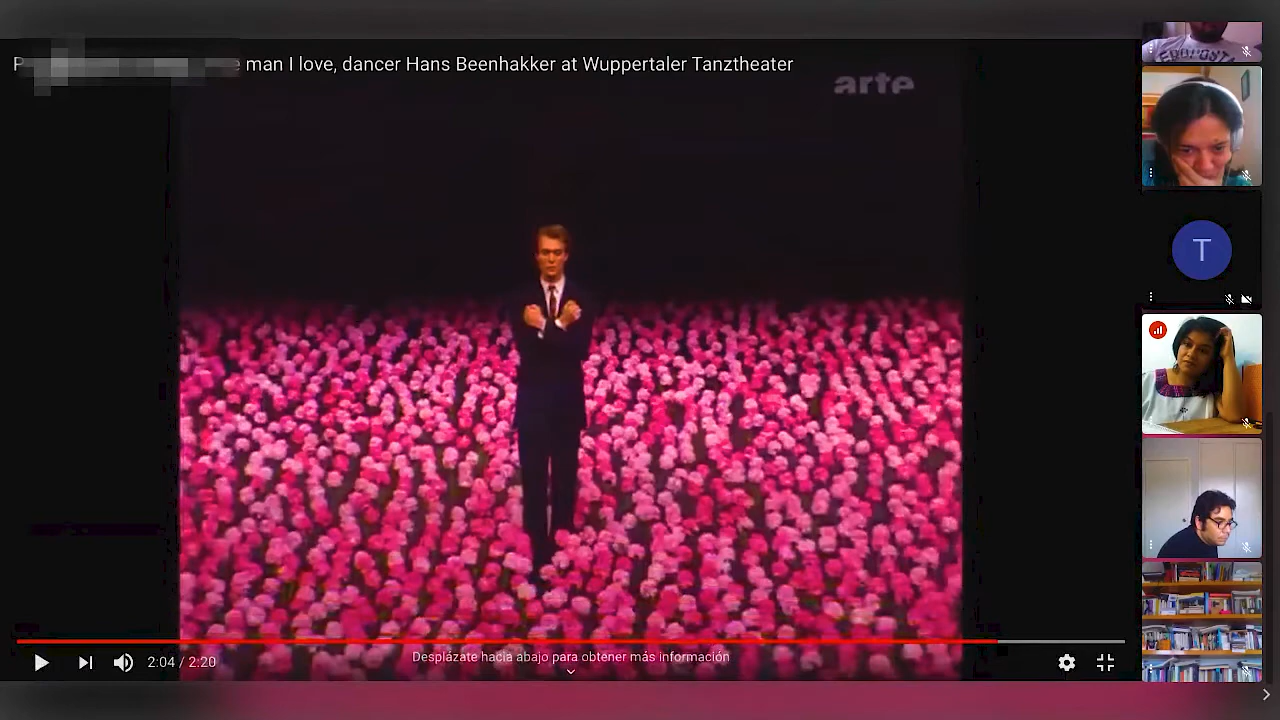 man I love, dancer Hans Beenhakker at Wuppertaler Tanztheater
arte
T
2:04 / 2:20
Desplázate hacia abajo para obtener más información